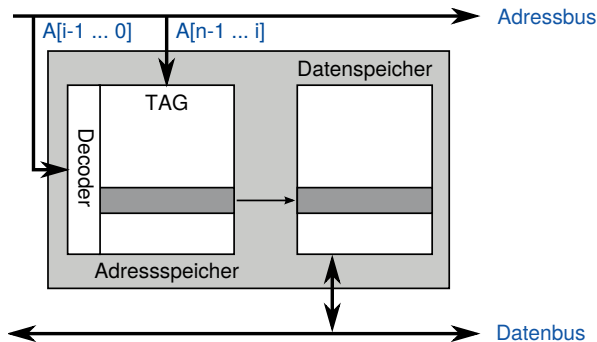 Adressbus
A[i-1 ... 0]
A[n-1 ... i]
Datenspeicher
TAG
Decoder
Adressspeicher
Datenbus